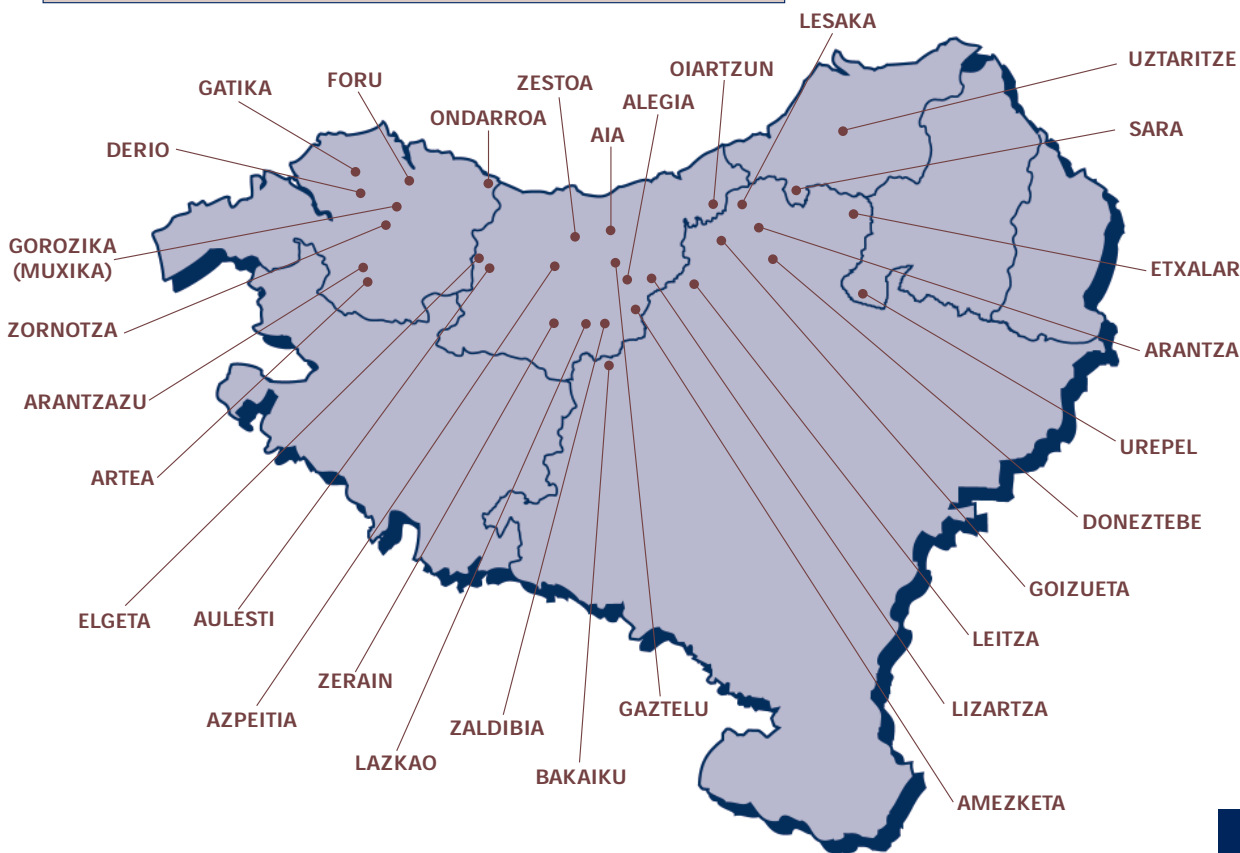 LESAKA
OIARTZUN
UZTARITZE
ZESTOA
FORU
GATIKA
ALEGIA
ONDARROA
SARA
AIA
DERIO
GOROZIKA
(MUXIKA)
ETXALAR
ZORNOTZA
ARANTZA
ARANTZAZU
UREPEL
ARTEA
DONEZTEBE
GOIZUETA
ELGETA
AULESTI
LEITZA
ZERAIN
GAZTELU
LIZARTZA
AZPEITIA
ZALDIBIA
LAZKAO
BAKAIKU
AMEZKETA